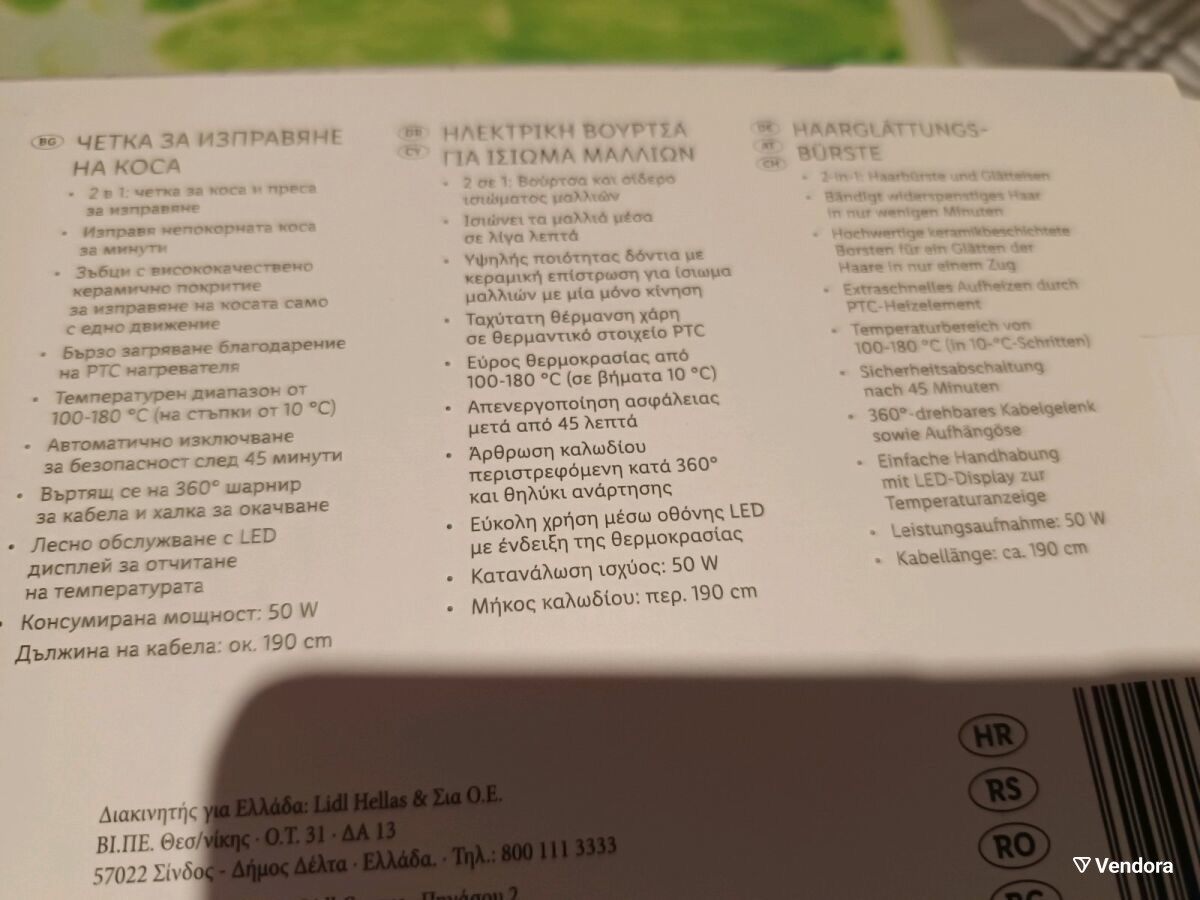 BG ЧЕТКА ЗА ИЗПРАВЯНЕ
НА КОСА
• 2 в 1: четка за коса и преса
за изправяне
• Изправя непокорната коса
за минути
• Зъбци с висококачествено
керамично покритие
за изправяне на косата само
с едно движение
• Бързо загряване благодарение
на PTC нагревателя
• Температурен диапазон от
100-180 °C (на стъпки от 10 °C)
• Автоматично изключване
за безопасност след 45 минути
• Въртящ се на 360° шарнир
за кабела и халка за окачване
• Лесно обслужване с LED
дисплей за отчитане
на температурата
• Консумирана мощност: 50 W
Дължина на кабела: ок. 190 cm
GR CY ΗΛΕΚΤΡΙΚΗ ΒΟΥΡΤΣΑ
ΓΙΑ ΙΣΙΩΜΑ ΜΑΛΛΙΩΝ
• 2 σε 1: Βούρτσα και σίδερο
ισιώματος μαλλιών
• Ισιώνει τα μαλλιά μέσα
σε λίγα λεπτά
• Υψηλής ποιότητας δόντια με
κεραμική επίστρωση για ίσιωμα
μαλλιών με μία μόνο κίνηση
• Ταχύτατη θέρμανση χάρη
σε θερμαντικό στοιχείο PTC
• Εύρος θερμοκρασίας από
100-180 °C (σε βήματα 10 °C)
• Απενεργοποίηση ασφάλειας
μετά από 45 λεπτά
• Άρθρωση καλωδίου
περιστρεφόμενη κατά 360°
και θηλύκι ανάρτησης
• Εύκολη χρήση μέσω οθόνης LED
με ένδειξη της θερμοκρασίας
• Κατανάλωση ισχύος: 50 W
• Μήκος καλωδίου: περ. 190 cm
DE AT CH HAARGLÄTTUNGS-
BÜRSTE
• 2-in-1: Haarbürste und Glätteisen
• Bändigt widerspenstiges Haar
in nur wenigen Minuten
• Hochwertige keramikbeschichtete
Borsten für ein Glätten der
Haare in nur einem Zug
• Extraschnelles Aufheizen durch
PTC-Heizelement
• Temperaturbereich von
100-180 °C (in 10-°C-Schritten)
• Sicherheitsabschaltung
nach 45 Minuten
• 360°-drehbares Kabelgelenk
sowie Aufhängöse
• Einfache Handhabung
mit LED-Display zur
Temperaturanzeige
• Leistungsaufnahme: 50 W
• Kabellänge: ca. 190 cm
Διακινητής για Ελλάδα: Lidl Hellas & Σια Ο.Ε.
ΒΙ.ΠΕ. Θεσ/νίκης · Ο.Τ. 31 · ΔΑ 13
57022 Σίνδος - Δήμος Δέλτα · Ελλάδα. · Τηλ.: 800 111 3333
Πηγάσου 2
HR
RS
RO
BG
Vendora